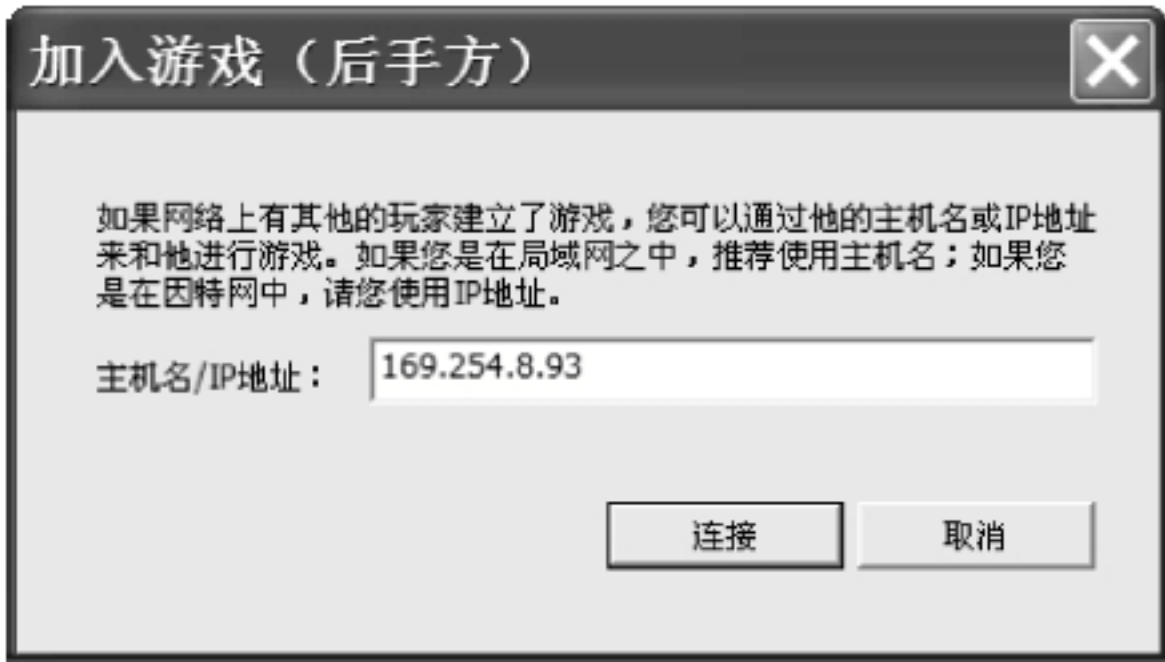 加入游戏（后手方）
如果网络上有其他的玩家建立了游戏，您可以通过他的主机名或IP地址
来和他进行游戏。如果您是在局域网之中，推荐使用主机名；如果您
是在因特网中，请您使用IP地址。
主机名/IP地址： 169.254.8.93
连接 取消